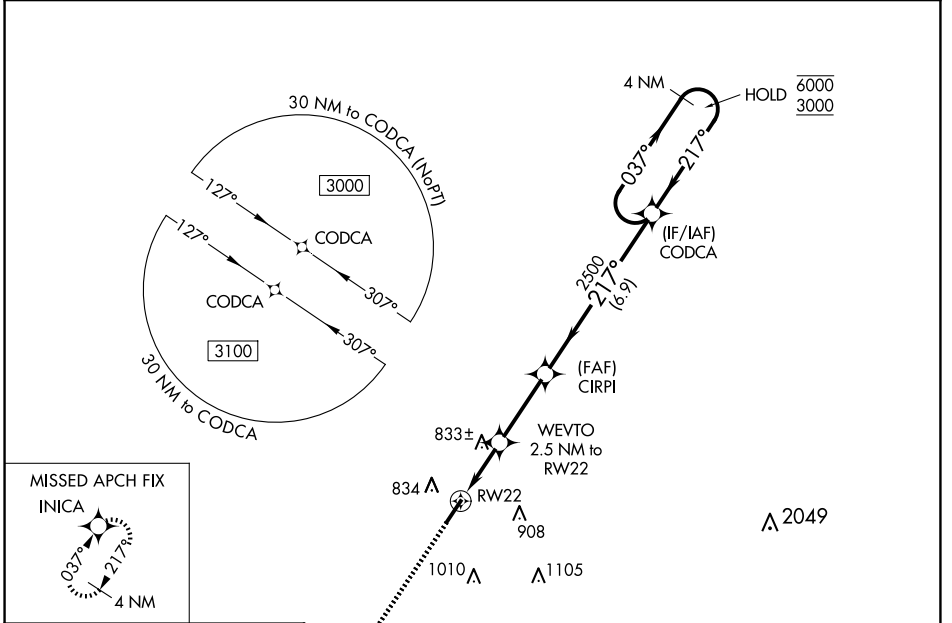 30 NM to CODCA (NoPT)
3000
127°
CODCA
307°
127°
CODCA
307°
3100
30 NM to CODCA
4 NM
HOLD
6000
3000
037°
217°
(IF/IAF)
CODCA
2500
217°
(6.9)
(FAF)
CIRPI
833±
WEVTO
2.5 NM to
RW22
834
RW22
908
2049
1010
1105
MISSED APCH FIX
INICA
037°
217°
4 NM